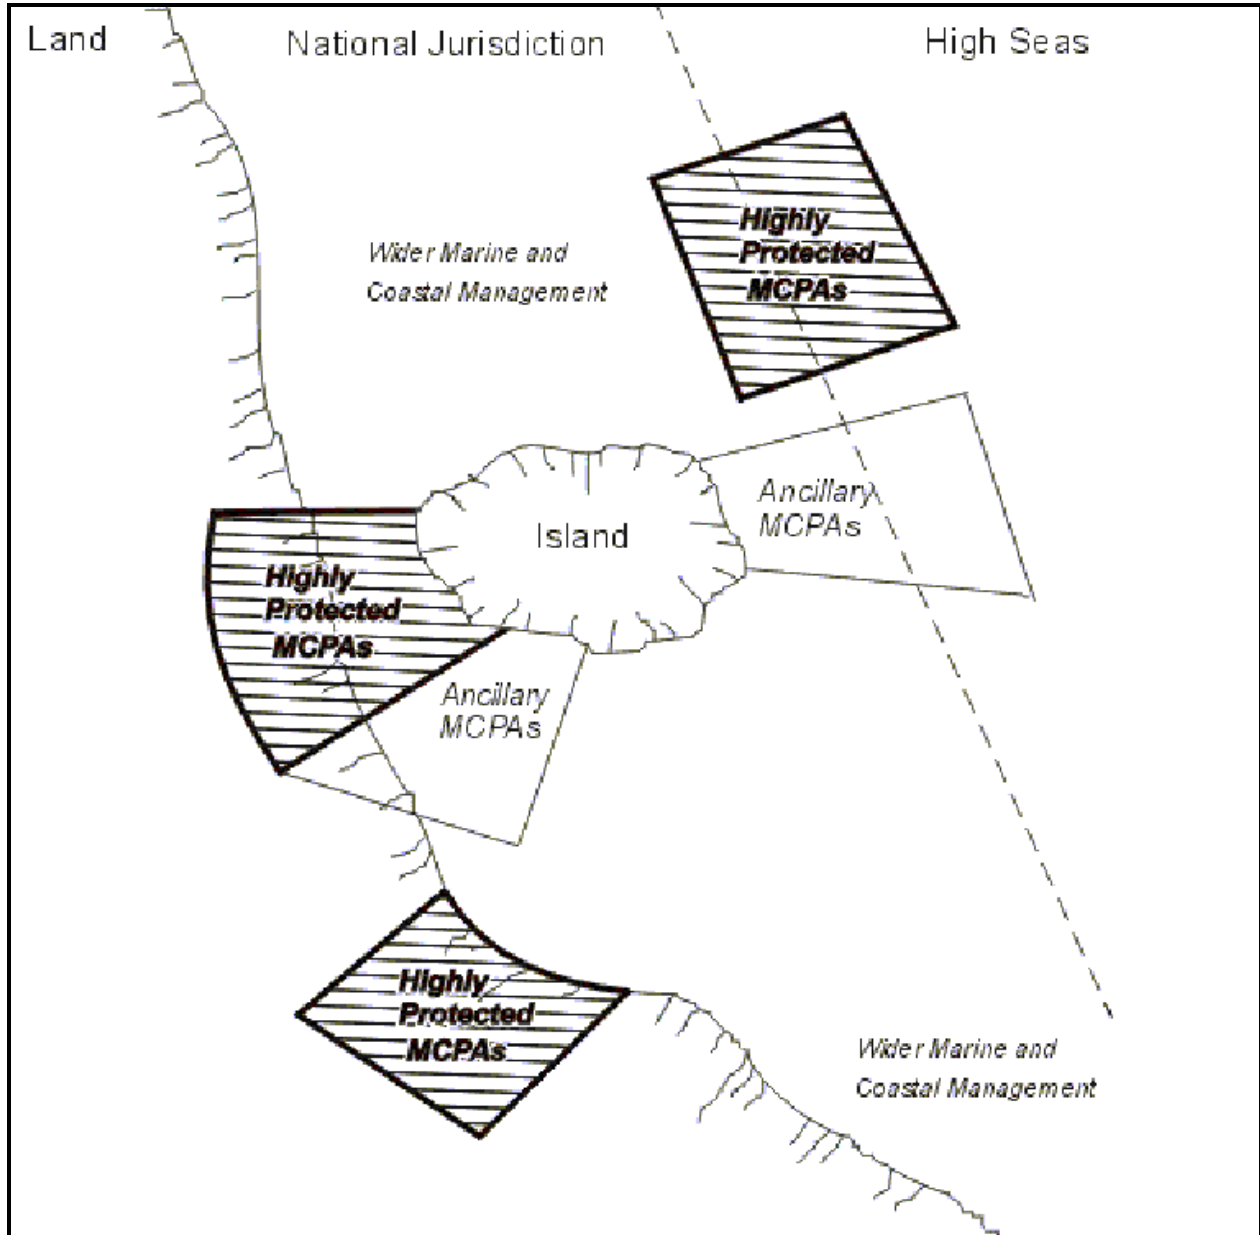 Land
National Jurisdiction
High Seas
Highly
Protected
MCPAs
Wider Marine and
Coastal Management
Ancillary
MCPAs
Island
Highly
Protected
MCPAs
Ancillary
MCPAs
Highly
Protected
MCPAs
Wider Marine and
Coastal Management